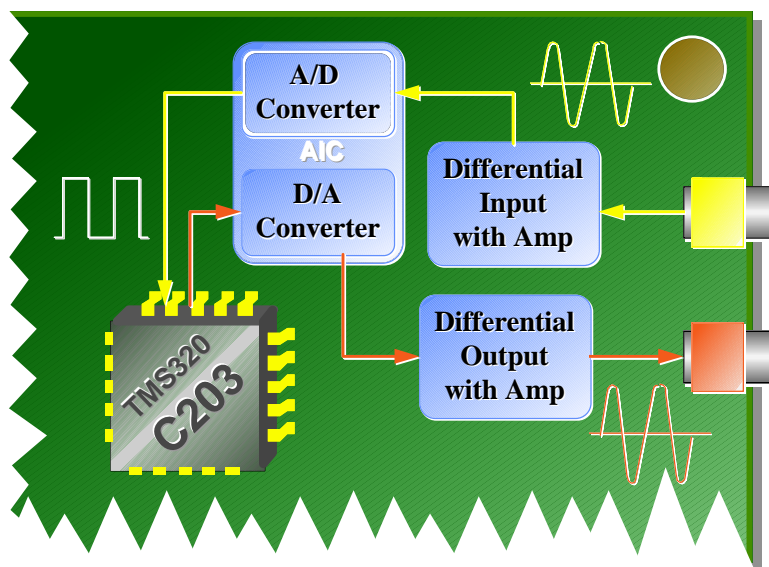 A/D
Converter
AIC
D/A
Converter
Differential
Input
with Amp
Differential
Output
with Amp
TMS320
C203